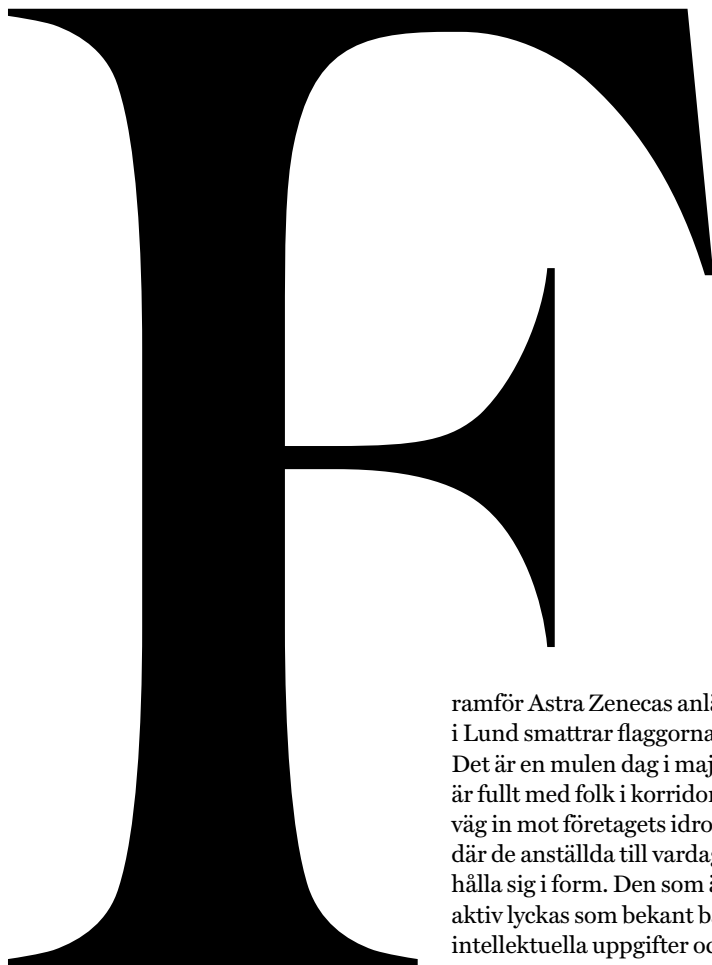 F
ramför Astra Zenecas
i Lund smattrar flaggorna
Det är en mulen dag i maj
är fullt med folk i
väg in mot företagets
där de anställda till
hålla sig i form. Den som
aktiv lyckas som bekant
intellektuella uppgifter